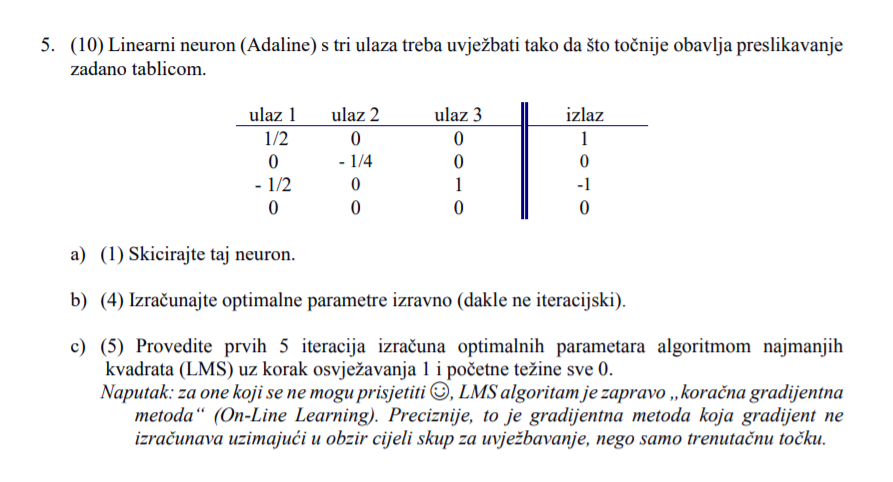 5. (10) Linearni neuron (Adaline) s tri ulaza treba uvježbati tako da što točnije obavlja preslikavanje
zadano tablicom.
ulaz 1 ulaz 2 ulaz 3 izlaz
1/2 0 0 1
0 - 1/4 0 0
- 1/2 0 1 -1
0 0 0 0
a) (1) Skicirajte taj neuron.
b) (4) Izračunajte optimalne parametre izravno (dakle ne iteracijski).
c) (5) Provedite prvih 5 iteracija izračuna optimalnih parametara algoritmom najmanjih
kvadrata (LMS) uz korak osvježavanja 1 i početne težine sve 0.
Naputak: za one koji se ne mogu prisjetiti ☺, LMS algoritam je zapravo „koračna gradijentna
metoda“ (On-Line Learning). Preciznije, to je gradijentna metoda koja gradijent ne
izračunava uzimajući u obzir cijeli skup za uvježbavanje, nego samo trenutačnu točku.